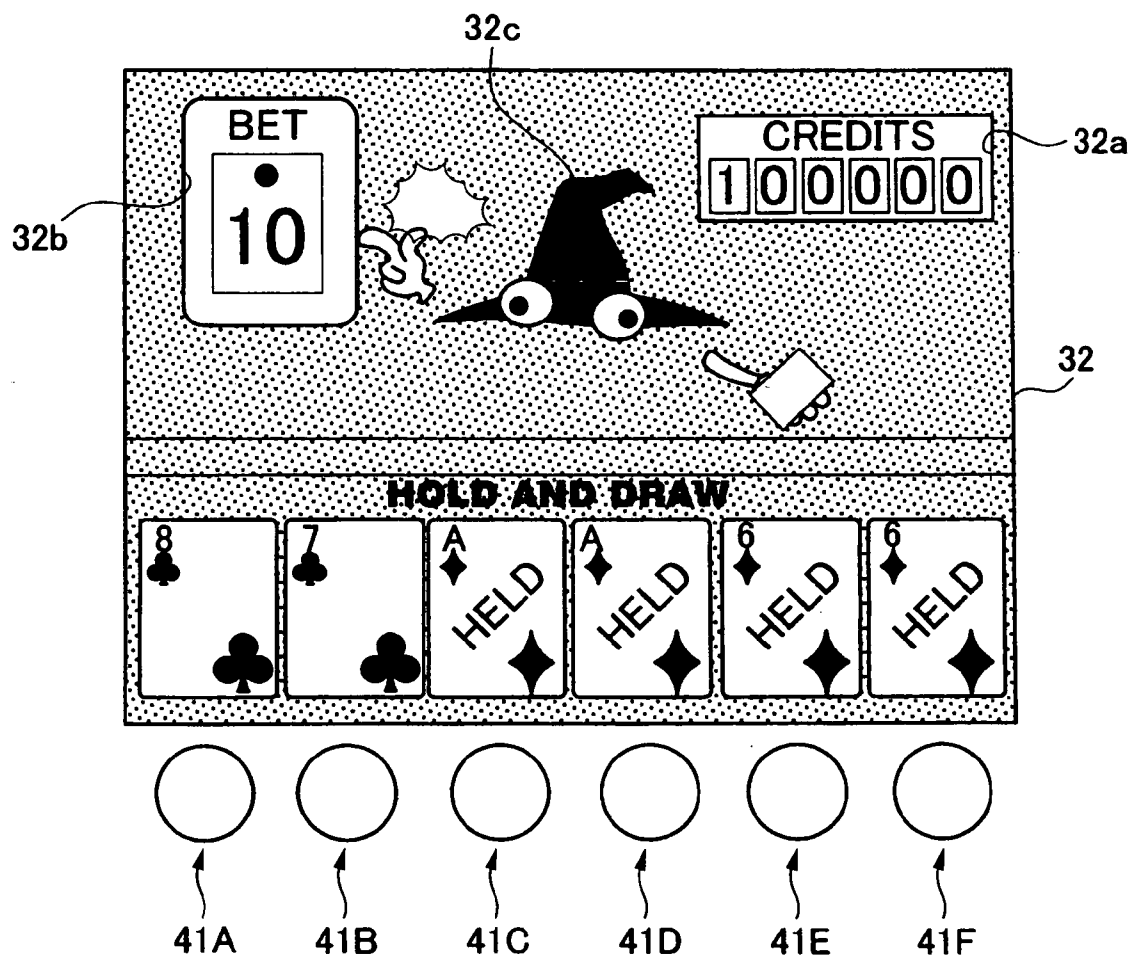 32c
BET
10
CREDITS
100000
32a
32b
32
HOLD AND DRAW
8 7 A A 6 6
HELD HELD HELD HELD
41A 41B 41C 41D 41E 41F